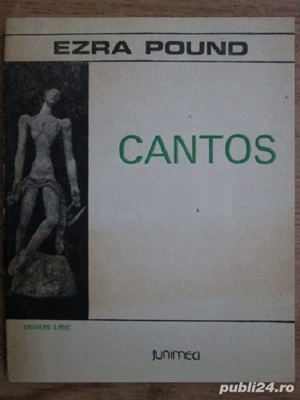 EZRA POUND
CANTOS
UNIVERS LIRIC
Junimea
publi24.ro